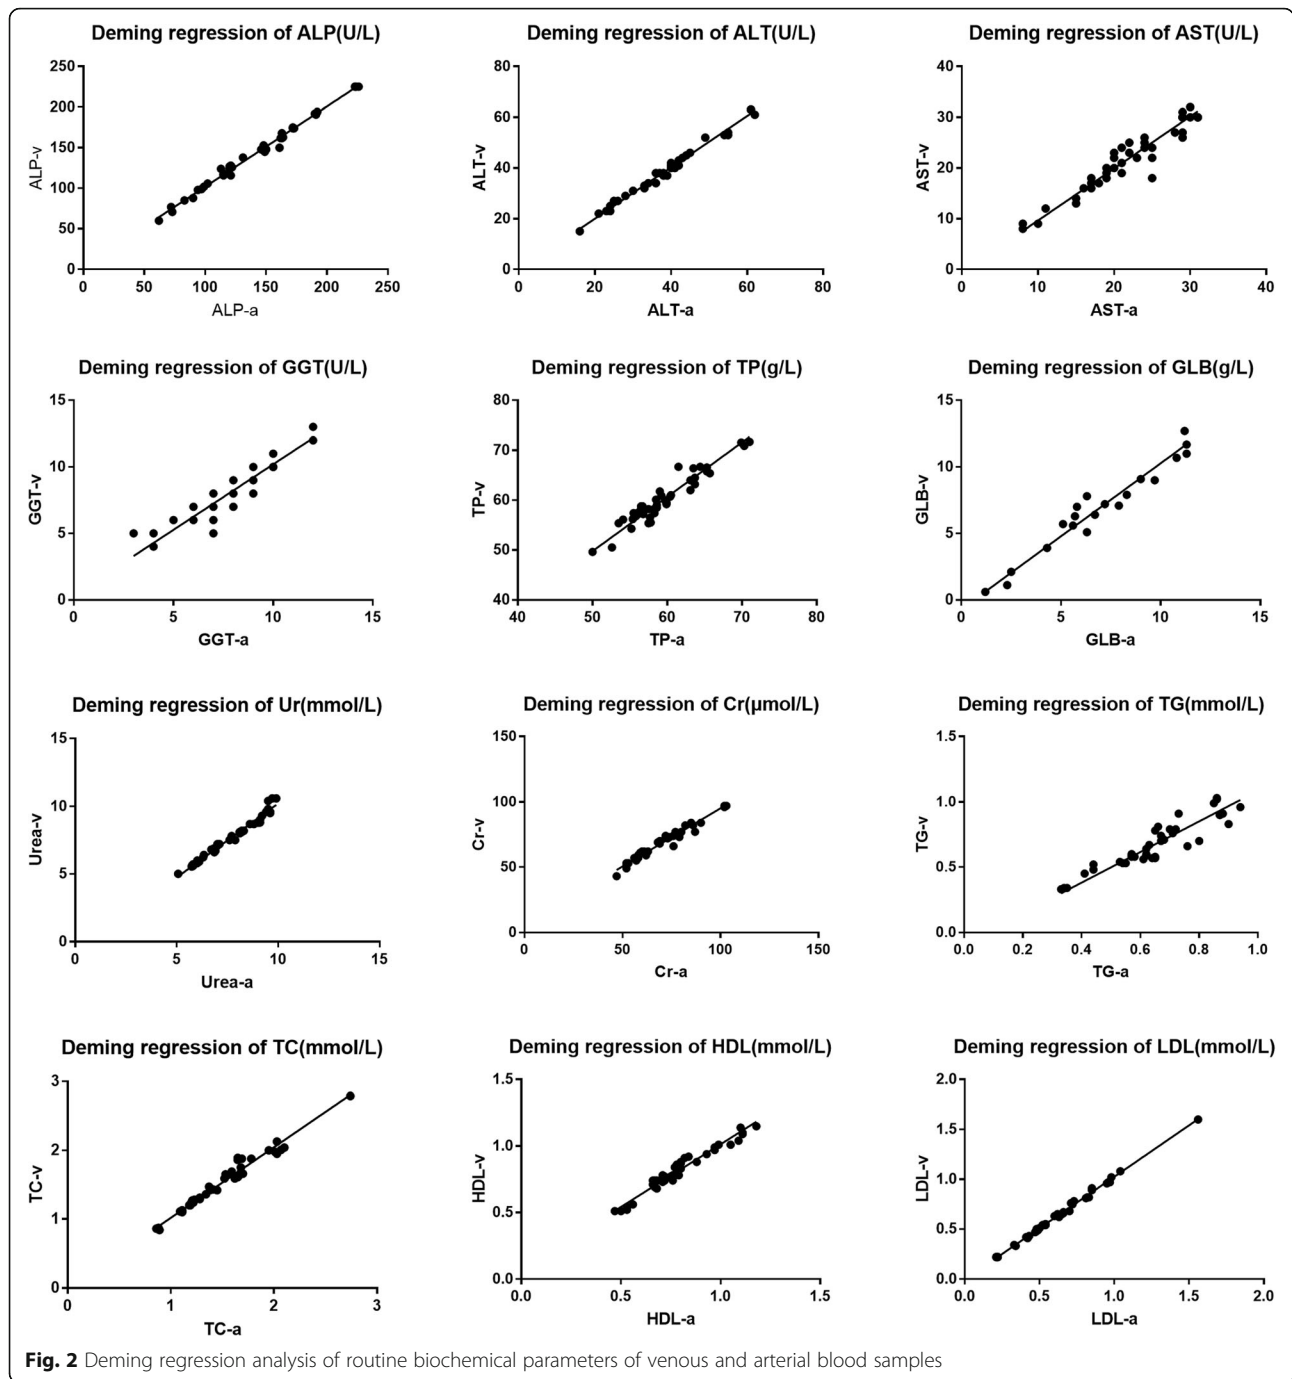 Deming regression of ALP(U/L)
ALP-v
250
200
150
100
50
0
0 50 100 150 200 250
ALP-a
Deming regression of ALT(U/L)
ALT-v
80
60
40
20
0
0 20 40 60 80
ALT-a
Deming regression of AST(U/L)
AST-v
40
30
20
10
0
0 10 20 30 40
AST-a
Deming regression of GGT(U/L)
GGT-v
15
10
5
0
0 5 10 15
GGT-a
Deming regression of TP(g/L)
TP-v
80
70
60
50
40
40 50 60 70 80
TP-a
Deming regression of GLB(g/L)
GLB-v
15
10
5
0
0 5 10 15
GLB-a
Deming regression of Ur(mmol/L)
Urea-v
15
10
5
0
0 5 10 15
Urea-a
Deming regression of Cr(µmol/L)
Cr-v
150
100
50
0
0 50 100 150
Cr-a
Deming regression of TG(mmol/L)
TG-v
1.5
1.0
0.5
0.0
0.0 0.2 0.4 0.6 0.8 1.0
TG-a
Deming regression of TC(mmol/L)
TC-v
3
2
1
0
0 1 2 3
TC-a
Deming regression of HDL(mmol/L)
HDL-v
1.5
1.0
0.5
0.0
0.0 0.5 1.0 1.5
HDL-a
Deming regression of LDL(mmol/L)
LDL-v
2.0
1.5
1.0
0.5
0.0
0.0 0.5 1.0 1.5 2.0
LDL-a
Fig. 2 Deming regression analysis of routine biochemical parameters of venous and arterial blood samples